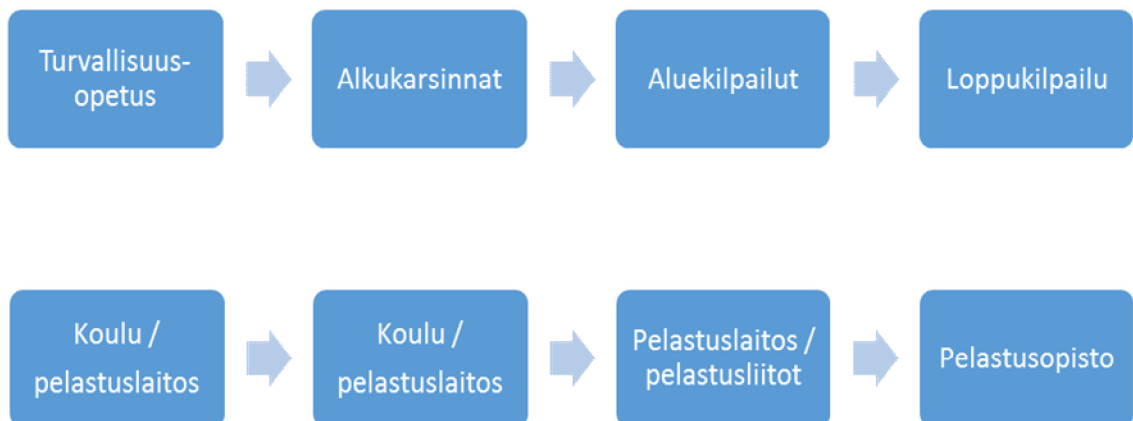 Turvallisuus-
opetus
Alkukarsinnat
Aluekilpailut
Loppukilpailu
Koulu /
pelastuslaitos
Koulu /
pelastuslaitos
Pelastuslaitos /
pelastusliitot
Pelastusopisto